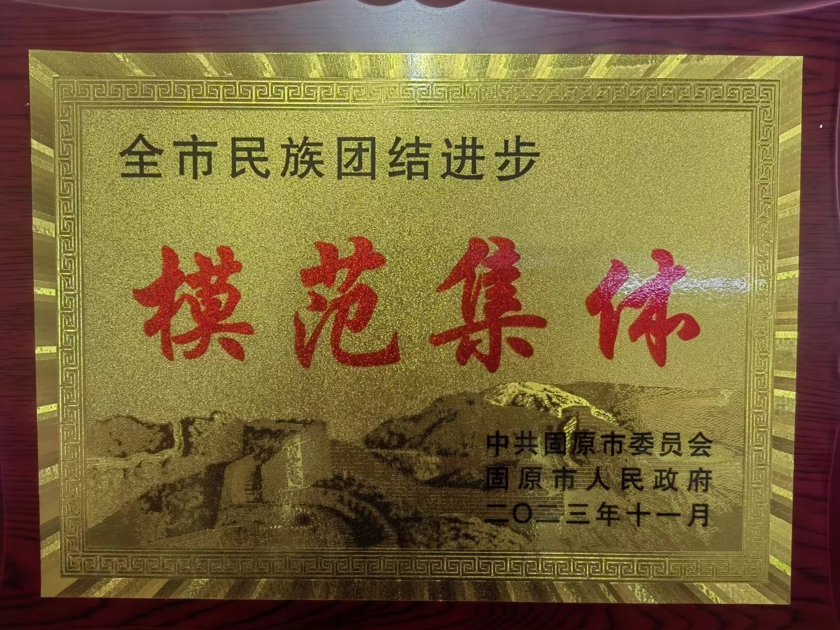 全市民族团结进步
模范集体
中共固原市委员会
固原市人民政府
二〇二三年十一月